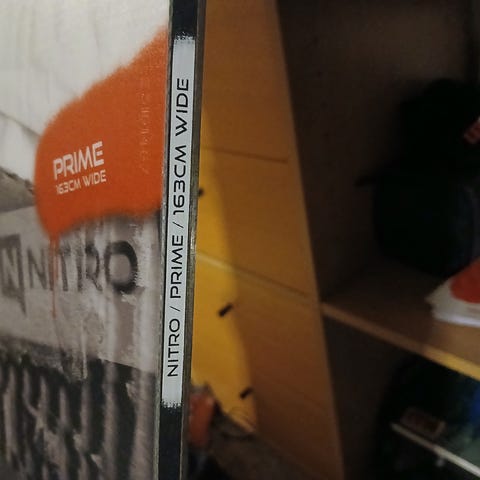 PRIME
163CM WIDE
N NITRO
NITRO / PRIME / 163CM WIDE